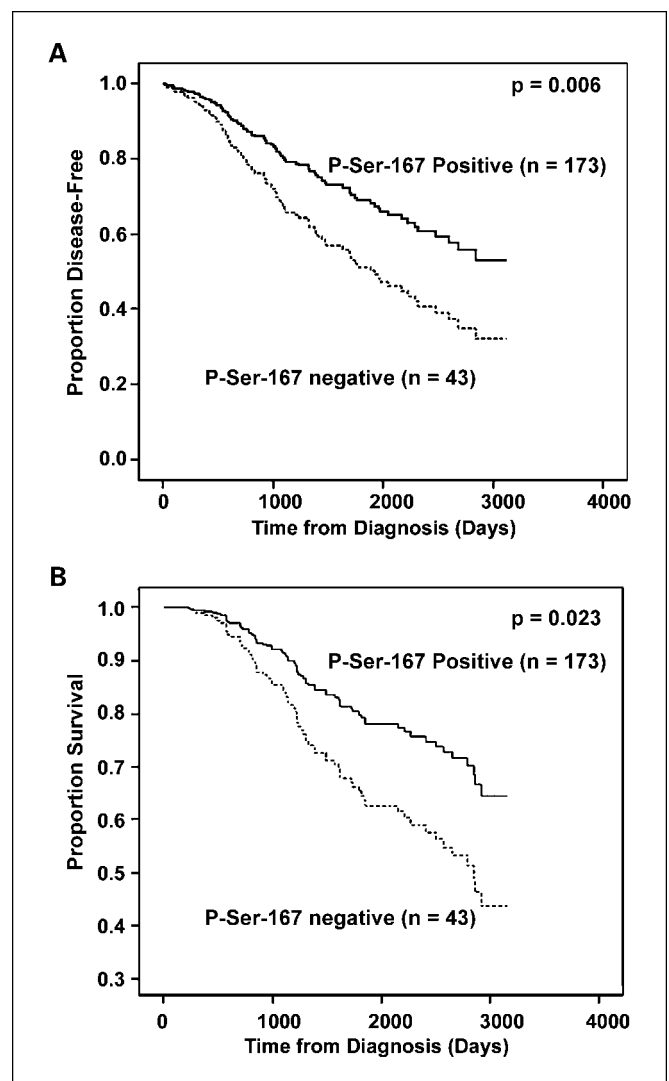 A
p = 0.006
1.0
P-Ser-167 Positive (n = 173)
0.8
0.6
0.4
P-Ser-167 negative (n = 43)
0.2
0.0
Proportion Disease-Free
0 1000 2000 3000 4000
Time from Diagnosis (Days)
B
1.0
p = 0.023
0.9
P-Ser-167 Positive (n = 173)
0.8
0.7
0.6
0.5
0.4
P-Ser-167 negative (n = 43)
0.3
Proportion Survival
0 1000 2000 3000 4000
Time from Diagnosis (Days)